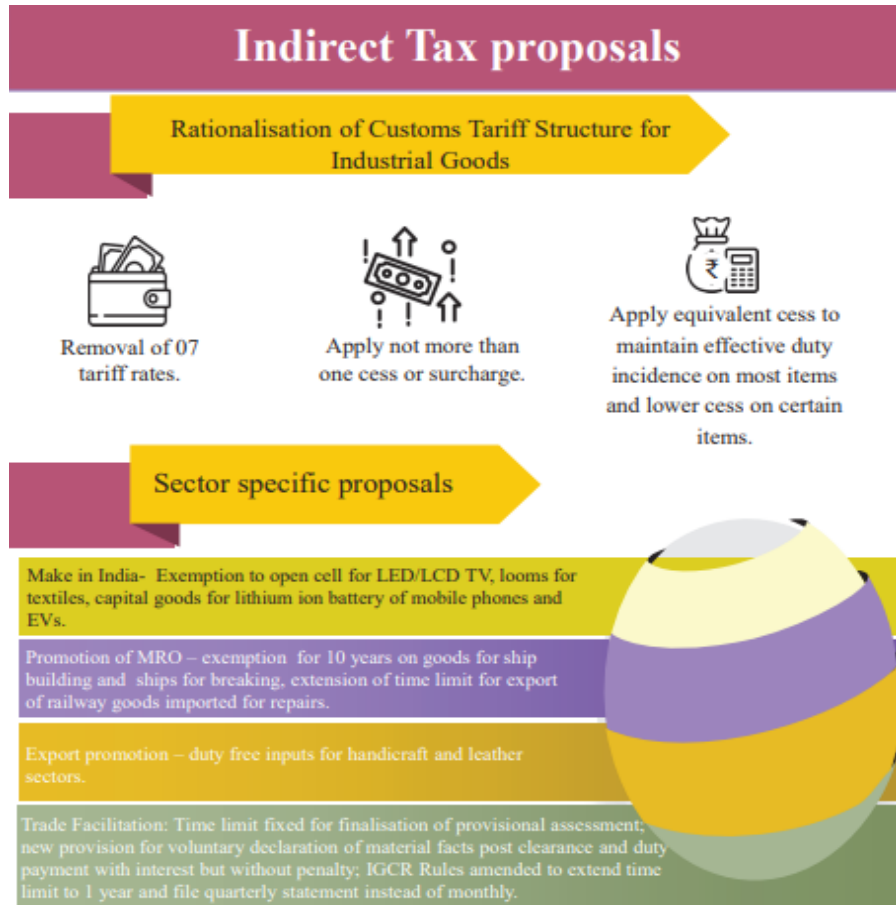 Indirect Tax proposals
Rationalisation of Customs Tariff Structure for
Industrial Goods
Removal of 07
tariff rates.
Apply not more than
one cess or surcharge.
₹
Apply equivalent cess to
maintain effective duty
incidence on most items
and lower cess on certain
items.
Sector specific proposals
Make in India- Exemption to open cell for LED/LCD TV, looms for
textiles, capital goods for lithium ion battery of mobile phones and
EVs.
Promotion of MRO – exemption for 10 years on goods for ship
building and ships for breaking, extension of time limit for export
of railway goods imported for repairs.
Export promotion – duty free inputs for handicraft and leather
sectors.
Trade Facilitation: Time limit fixed for finalisation of provisional assessment;
new provision for voluntary declaration of material facts post clearance and duty
payment with interest but without penalty; IGCR Rules amended to extend time
limit to 1 year and file quarterly statement instead of monthly.